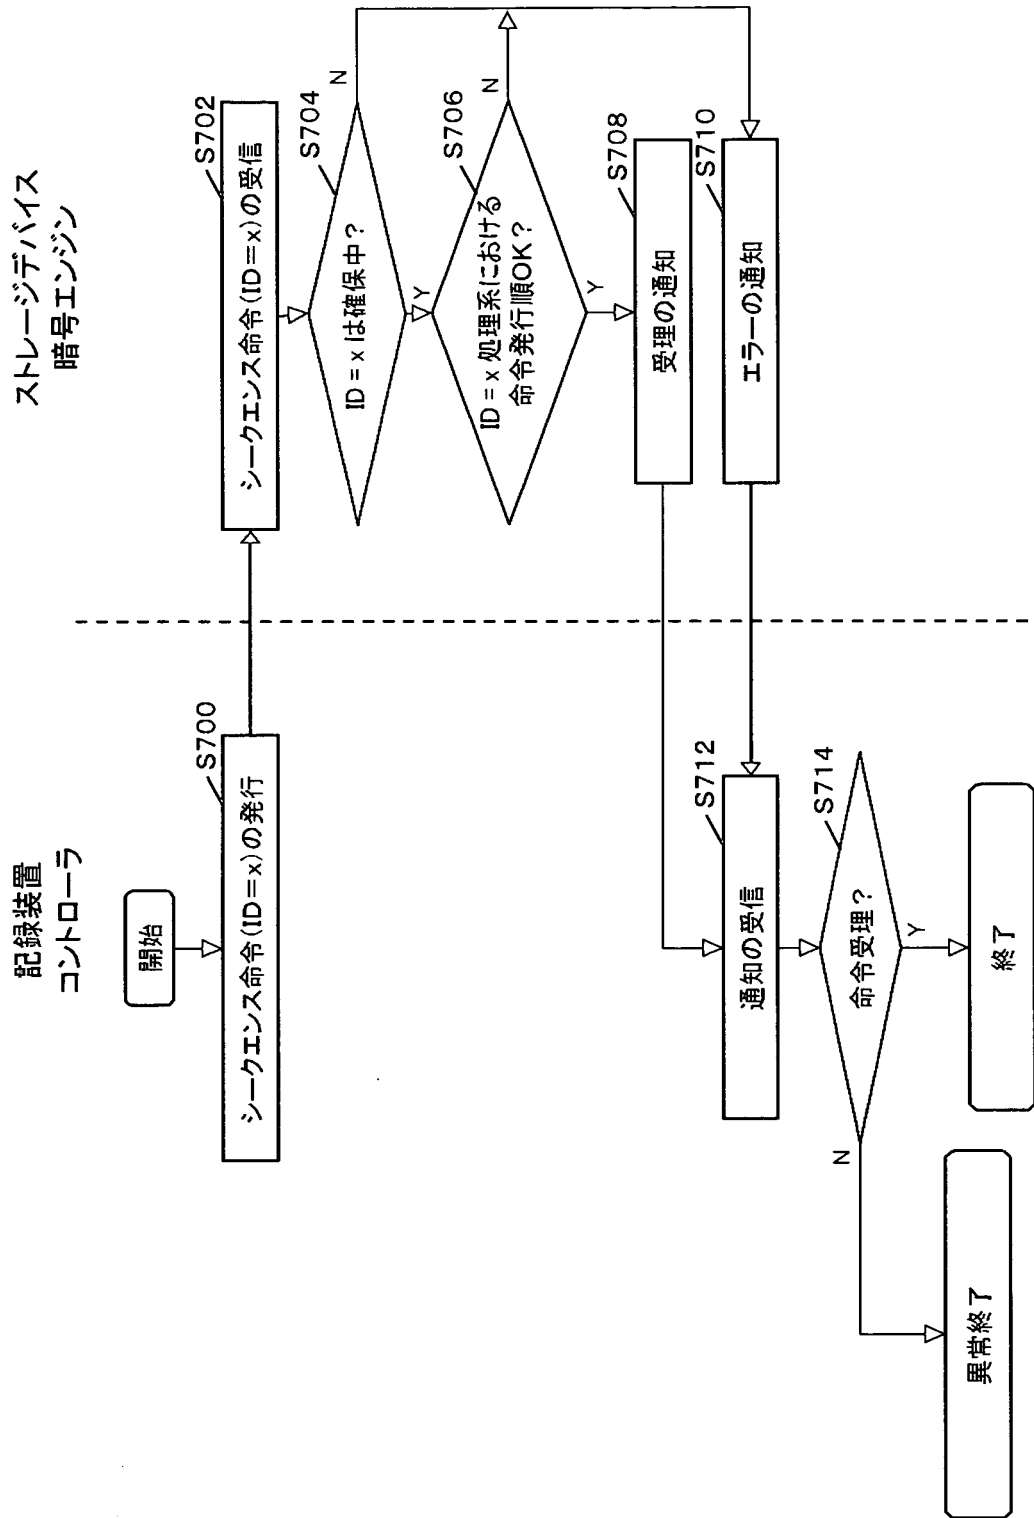 記録装置
コントローラ
ストレージデバイス
暗号エンジン
開始
S700
シークエンス命令(ID=x)の発行
S702
シークエンス命令(ID=x)の受信
S704
ID=xは確保中?
N
Y
S706
ID=x処理系における
命令発行順OK?
N
Y
S708
受理の通知
S710
エラーの通知
S712
通知の受信
S714
命令受理?
N
Y
異常終了
終了